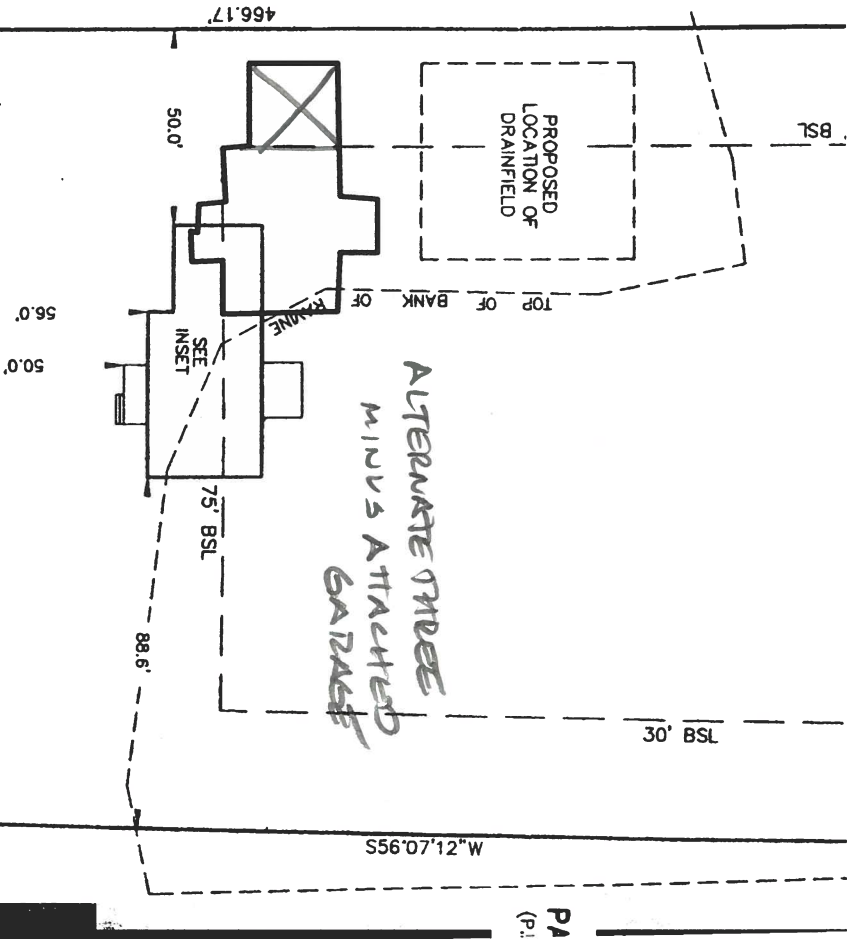 466.17'
50.0'
PROPOSED
LOCATION OF
DRAINFIELD
BSL
TOP OF BANK OF
RAVINE
56.0'
50.0'
SEE
INSET
ALTERNATE THREE
MINUS ATTACHED
GARAGE
75' BSL
88.6'
30' BSL
S56°07'12"W
PA
(P.I